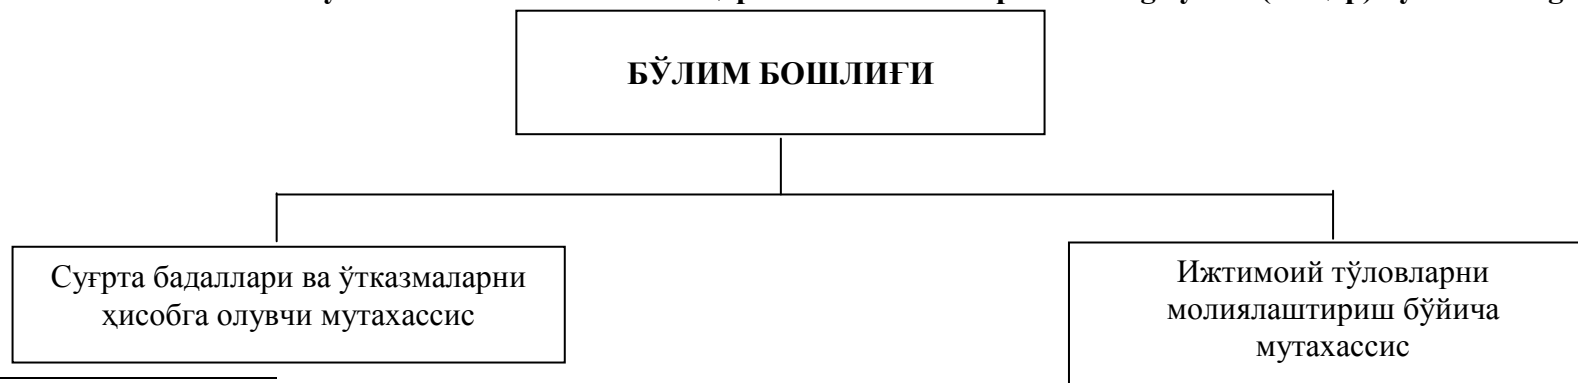 БЎЛИМ БОШЛИҒИ
Суғрта бадаллари ва ўтказмаларни
ҳисобга олувчи мутахассис
Ижтимоий тўловларни
молиялаштириш бўйича
мутахассис